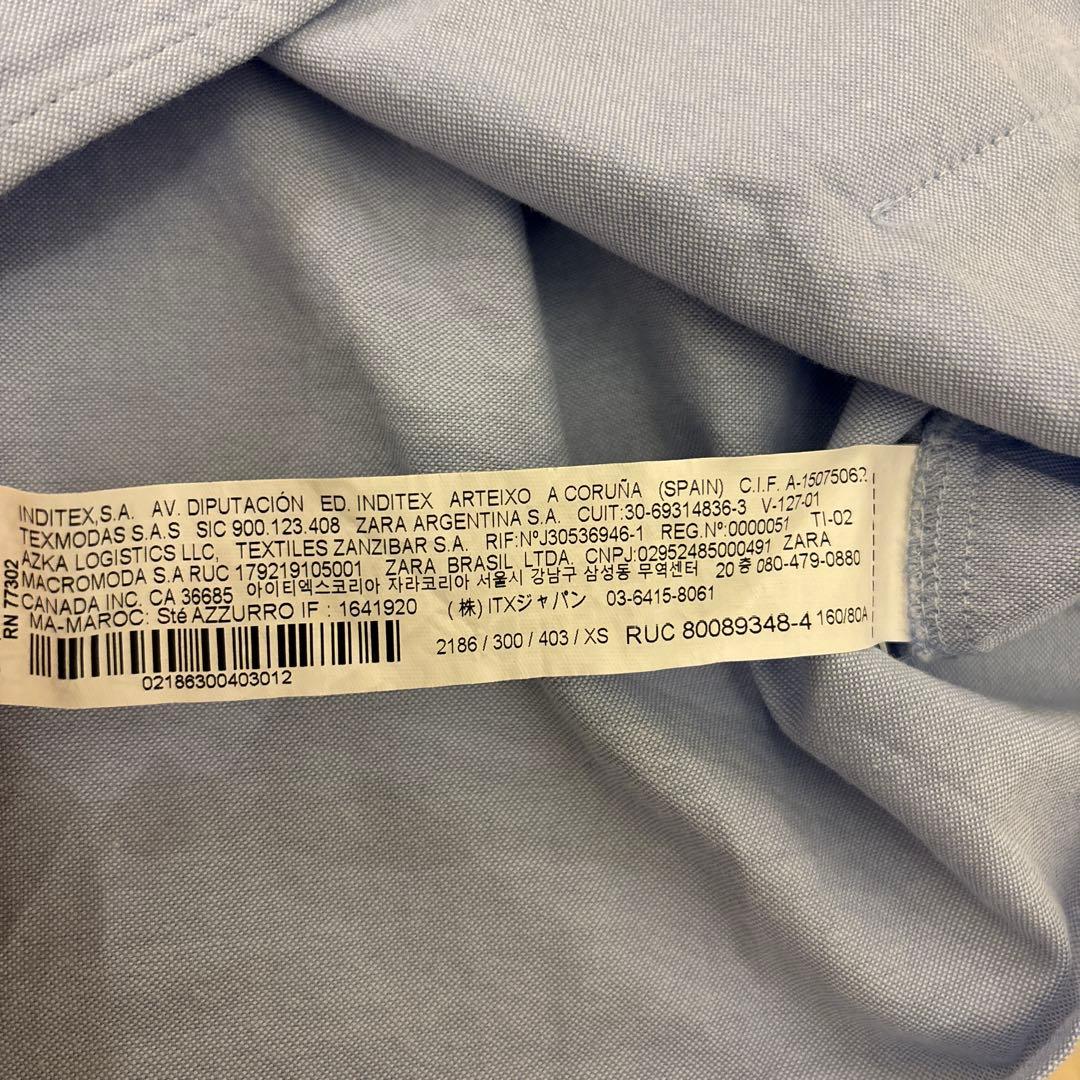 INDITEX,S.A. AV. DIPUTACIÓN ED. INDITEX ARTEIXO A CORUÑA (SPAIN) C.I.F. A-15075062
TEXMODAS S.A.S SIC 900.123.408 ZARA ARGENTINA S.A. CUIT:30-69314836-3 V-127-01
AZKA LOGISTICS LLC, TEXTILES ZANZIBAR S.A. RIF:NºJ30536946-1 REG.Nº:0000051 TI-02
MACROMODA S.A RUC 179219105001 ZARA BRASIL LTDA, CNPJ:02952485000491 ZARA
CANADA INC. CA 36685 아이티엑스코리아 자라코리아 서울시 강남구 삼성동 무역센터 20층 080-479-0880
MA-MAROC: Sté AZZURRO IF : 1641920 (株) ITXジャパン 03-6415-8061
2186 / 300 / 403 / XS RUC 80089348-4 160/80A
02186300403012
RN 77302